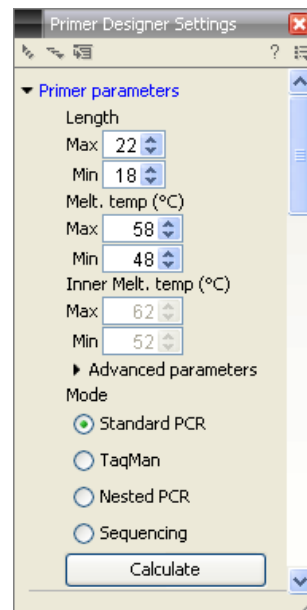 Primer Designer Settings
?
Primer parameters
Length
Max 22
Min 18
Melt. temp (°C)
Max 58
Min 48
Inner Melt. temp (°C)
Max 62
Min 52
Advanced parameters
Mode
Standard PCR
TaqMan
Nested PCR
Sequencing
Calculate